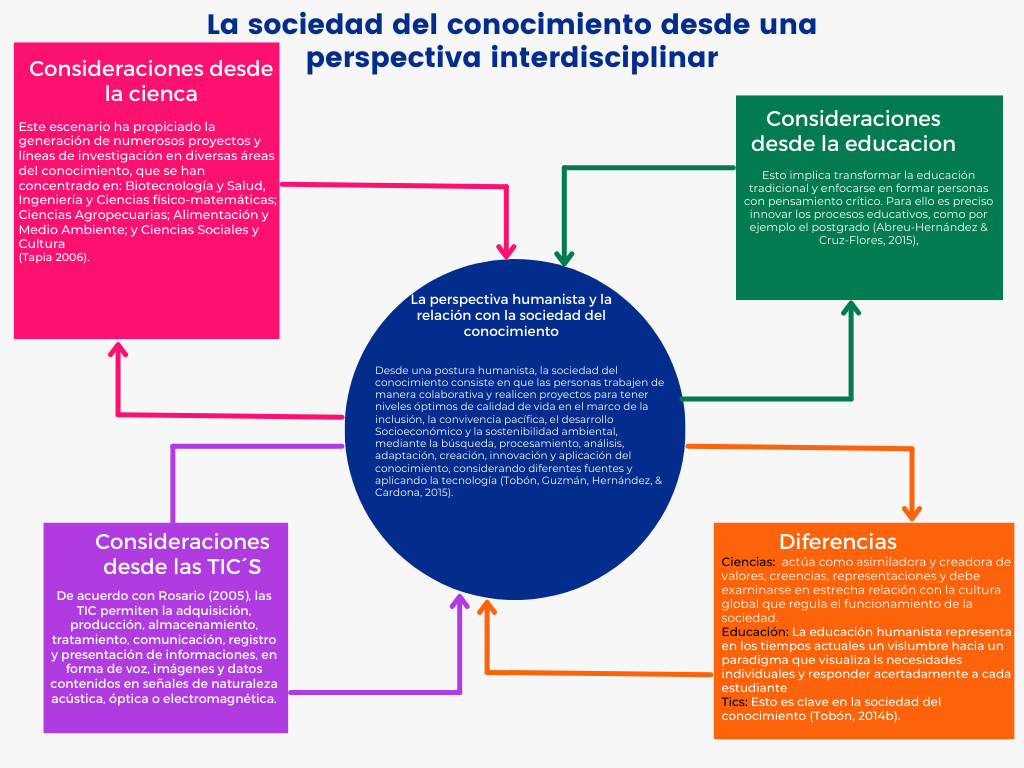 La sociedad del conocimiento desde una
perspectiva interdisciplinar
Consideraciones desde
la cienca
Este escenario ha propiciado la
generación de numerosos proyectos y
líneas de investigación en diversas áreas
del conocimiento, que se han
concentrado en: Biotecnología y Salud,
Ingeniería y Ciencias físico-matemáticas;
Ciencias Agropecuarias; Alimentación y
Medio Ambiente; y Ciencias Sociales y
Cultura
(Tapia 2006).
Consideraciones
desde la educacion
Esto implica transformar la educación
tradicional y enfocarse en formar personas
con pensamiento crítico. Para ello es preciso
innovar los procesos educativos, como por
ejemplo el postgrado (Abreu-Hernández &
Cruz-Flores, 2015),
La perspectiva humanista y la
relación con la sociedad del
conocimiento
Desde una postura humanista, la sociedad del
conocimiento consiste en que las personas trabajen de
manera colaborativa y realicen proyectos para tener
niveles óptimos de calidad de vida en el marco de la
inclusión, la convivencia pacífica, el desarrollo
Socioeconómico y la sostenibilidad ambiental,
mediante la búsqueda, procesamiento, análisis,
adaptación, creación, innovación y aplicación del
conocimiento, considerando diferentes fuentes y
aplicando la tecnología (Tobón, Guzmán, Hernández, &
Cardona, 2015).
Consideraciones
desde las TIC´S
De acuerdo con Rosario (2005), las
TIC permiten la adquisición,
producción, almacenamiento,
tratamiento, comunicación, registro
y presentación de informaciones, en
forma de voz, imágenes y datos
contenidos en señales de naturaleza
acústica, óptica o electromagnética.
Diferencias
Ciencias: actúa como asimiladora y creadora de
valores, creencias, representaciones y debe
examinarse en estrecha relación con la cultura
global que regula el funcionamiento de la
sociedad.
Educación: La educación humanista representa
en los tiempos actuales un vislumbre hacia un
paradigma que visualiza ls necesidades
individuales y responder acertadamente a cada
estudiante
Tics: Esto es clave en la sociedad del
conocimiento (Tobón, 2014b).